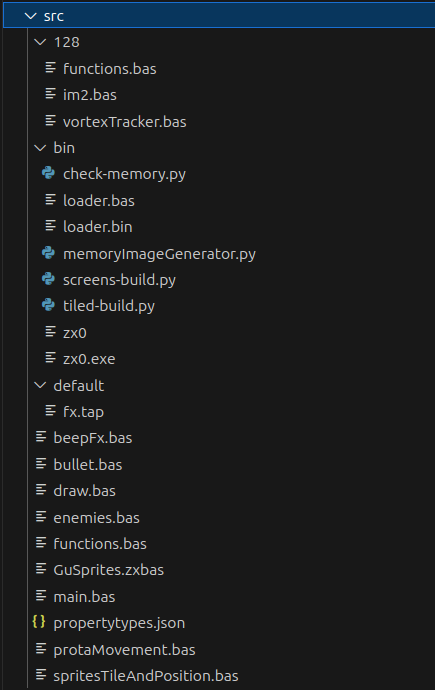 src
128
functions.bas
im2.bas
vortexTracker.bas
bin
check-memory.py
loader.bas
loader.bin
memoryImageGenerator.py
screens-build.py
tiled-build.py
zx0
zx0.exe
default
fx.tap
beepFx.bas
bullet.bas
draw.bas
enemies.bas
functions.bas
GuSprites.zxbas
main.bas
{} propertytypes.json
protaMovement.bas
spritesTileAndPosition.bas